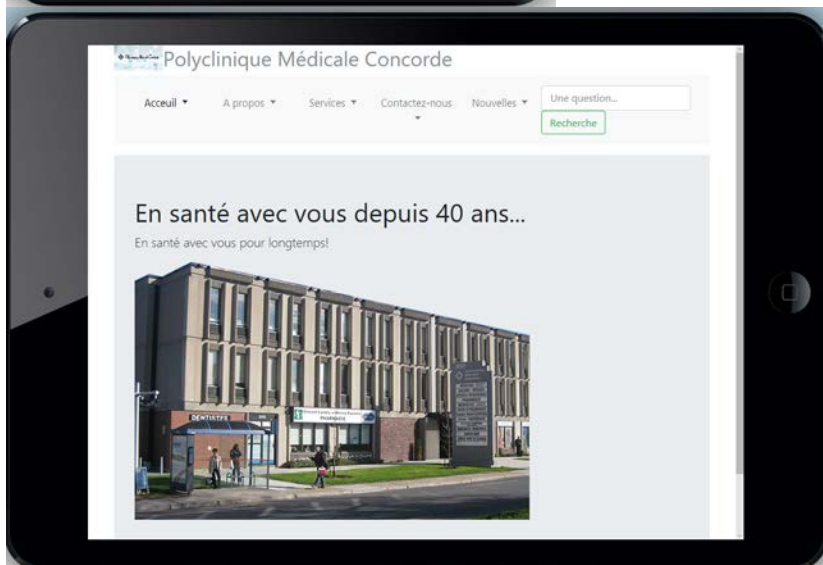 Polyclinique Médicale Concorde
Acceuil A propos Services Contactez-nous Nouvelles Une question...
Recherche
En santé avec vous depuis 40 ans...
En santé avec vous pour longtemps!
DENTISTES
PHARMACIE